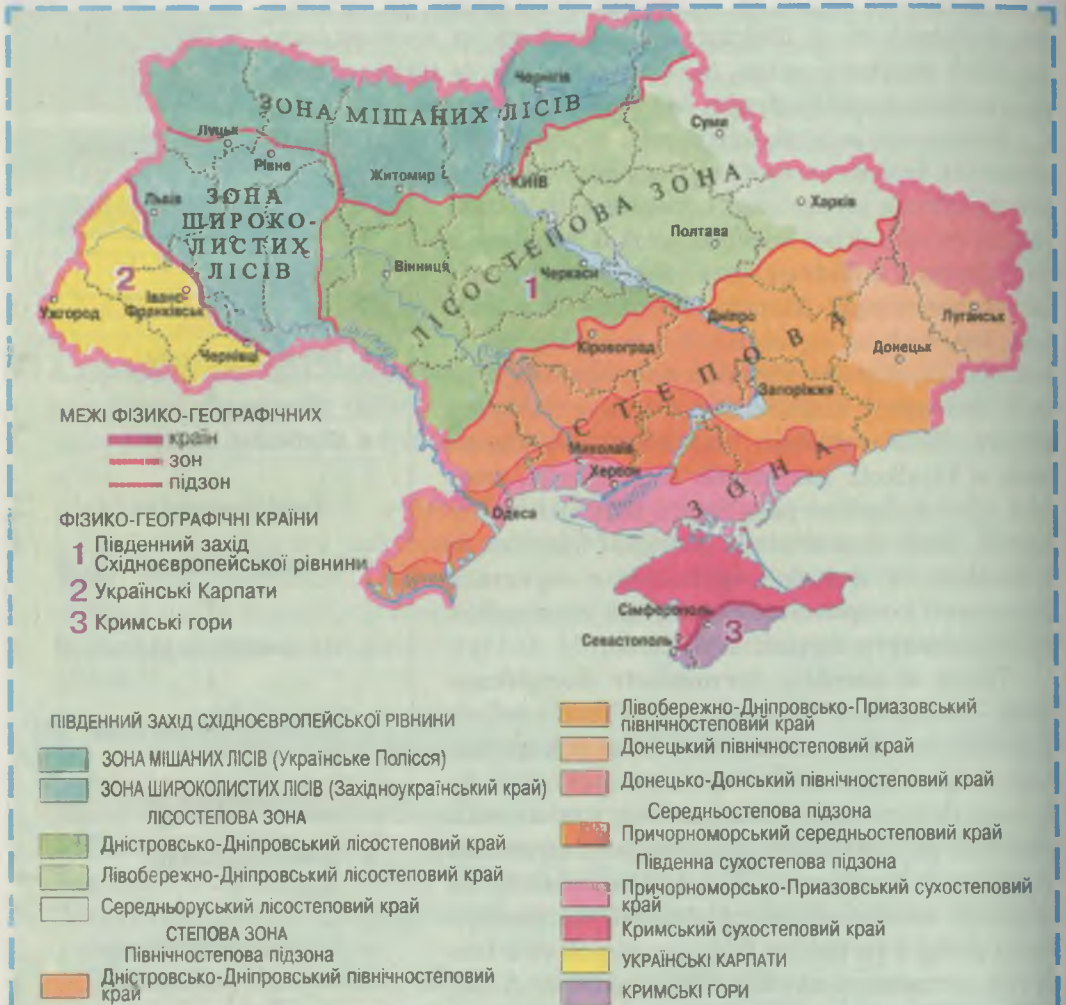 ЗОНА МІШАНИХ ЛІСІВ
Чернігів
Суми
Луцьк
Рівне
Житомир
КИЇВ
Львів
ЗОНА
ШИРОКО-
ЛИСТИХ
ЛІСІВ
ЛІСОСТЕПОВА ЗОНА
Харків
Полтава
Вінниця
Черкаси
1
2
Івано-
Франківськ
Ужгород
Чернівці
Кіровоград
Дніпро
Луганськ
Донецьк
Запоріжжя
СТЕПОВА
ЗОНА
Миколаїв
Херсон
Одеса
Дунай
Сімферополь
Севастополь
3
МЕЖІ ФІЗИКО-ГЕОГРАФІЧНИХ
країн
зон
підзон
ФІЗИКО-ГЕОГРАФІЧНІ КРАЇНИ
1 Південний захід
Східноєвропейської рівнини
2 Українські Карпати
3 Кримські гори
ПІВДЕННИЙ ЗАХІД СХІДНОЄВРОПЕЙСЬКОЇ РІВНИНИ
ЗОНА МІШАНИХ ЛІСІВ (Українське Полісся)
ЗОНА ШИРОКОЛИСТИХ ЛІСІВ (Західноукраїнський край)
ЛІСОСТЕПОВА ЗОНА
Дністровсько-Дніпровський лісостеповий край
Лівобережно-Дніпровський лісостеповий край
Середньоруський лісостеповий край
СТЕПОВА ЗОНА
Північностепова підзона
Дністровсько-Дніпровський північностеповий
край
Лівобережно-Дніпровсько-Приазовський
північностеповий край
Донецький північностеповий край
Донецько-Донський північностеповий край
Середньостепова підзона
Причорноморський середньостеповий край
Південна сухостепова підзона
Причорноморсько-Приазовський сухостеповий
край
Кримський сухостеповий край
УКРАЇНСЬКІ КАРПАТИ
КРИМСЬКІ ГОРИ